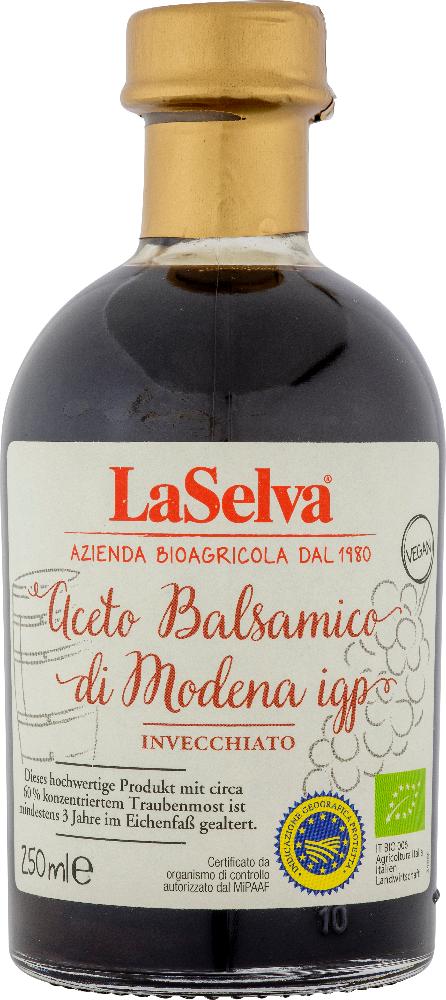 LaSelva®
AZIENDA BIOAGRICOLA DAL 1980
VEGAN
Aceto Balsamico
di Modena igp
INVECCHIATO
Dieses hochwertige Produkt mit circa
60% konzentriertem Traubenmost ist
mindestens 3 Jahre im Eichenfaß gealtert.
250ml℮
Certificato da
organismo di controllo
autorizzato dal MiPAAF
INDICAZIONE GEOGRAFICA PROTETTA
IT BIO 006
Agricoltura Italia
Italien
Landwirtschaft
10